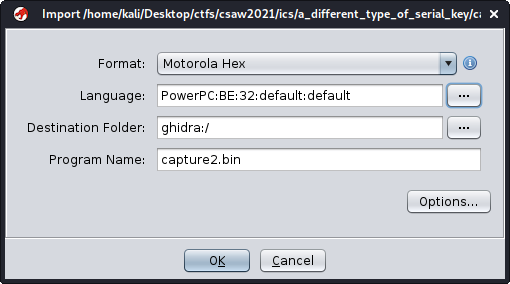 Import /home/kali/Desktop/ctfs/csaw2021/ics/a_different_type_of_serial_key/ca
Format: Motorola Hex
Language: PowerPC:BE:32:default:default ...
Destination Folder: ghidra:/ ...
Program Name: capture2.bin
Options...
OK Cancel